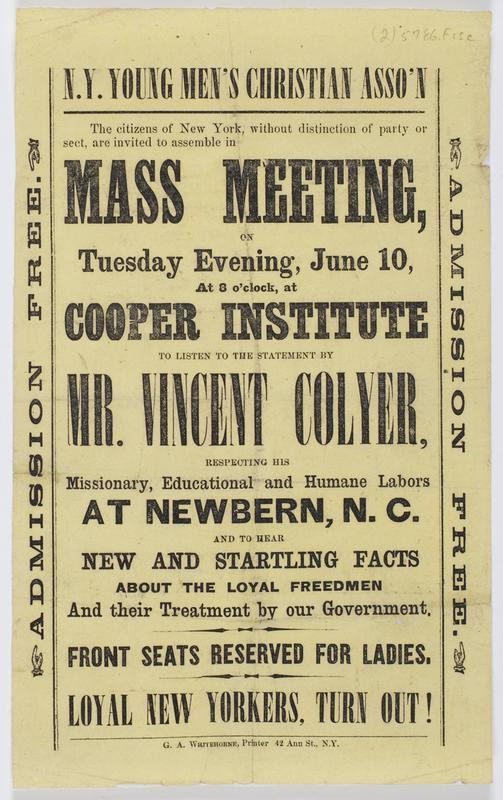 (2) 5786.F.15c
N.Y. YOUNG MEN'S CHRISTIAN ASSO'N
The citizens of New York, without distinction of party or
sect, are invited to assemble in
MASS MEETING,
ON
Tuesday Evening, June 10,
At 8 o'clock, at
COOPER INSTITUTE
TO LISTEN TO THE STATEMENT BY
MR. VINCENT COLYER,
RESPECTING HIS
Missionary, Educational and Humane Labors
AT NEWBERN, N. C.
AND TO HEAR
NEW AND STARTLING FACTS
ABOUT THE LOYAL FREEDMEN
And their Treatment by our Government.
FRONT SEATS RESERVED FOR LADIES.
LOYAL NEW YORKERS, TURN OUT!
G. A. WHITEHORNE, Printer 42 Ann St., N.Y.
ADMISSION FREE.
ADMISSION FREE.